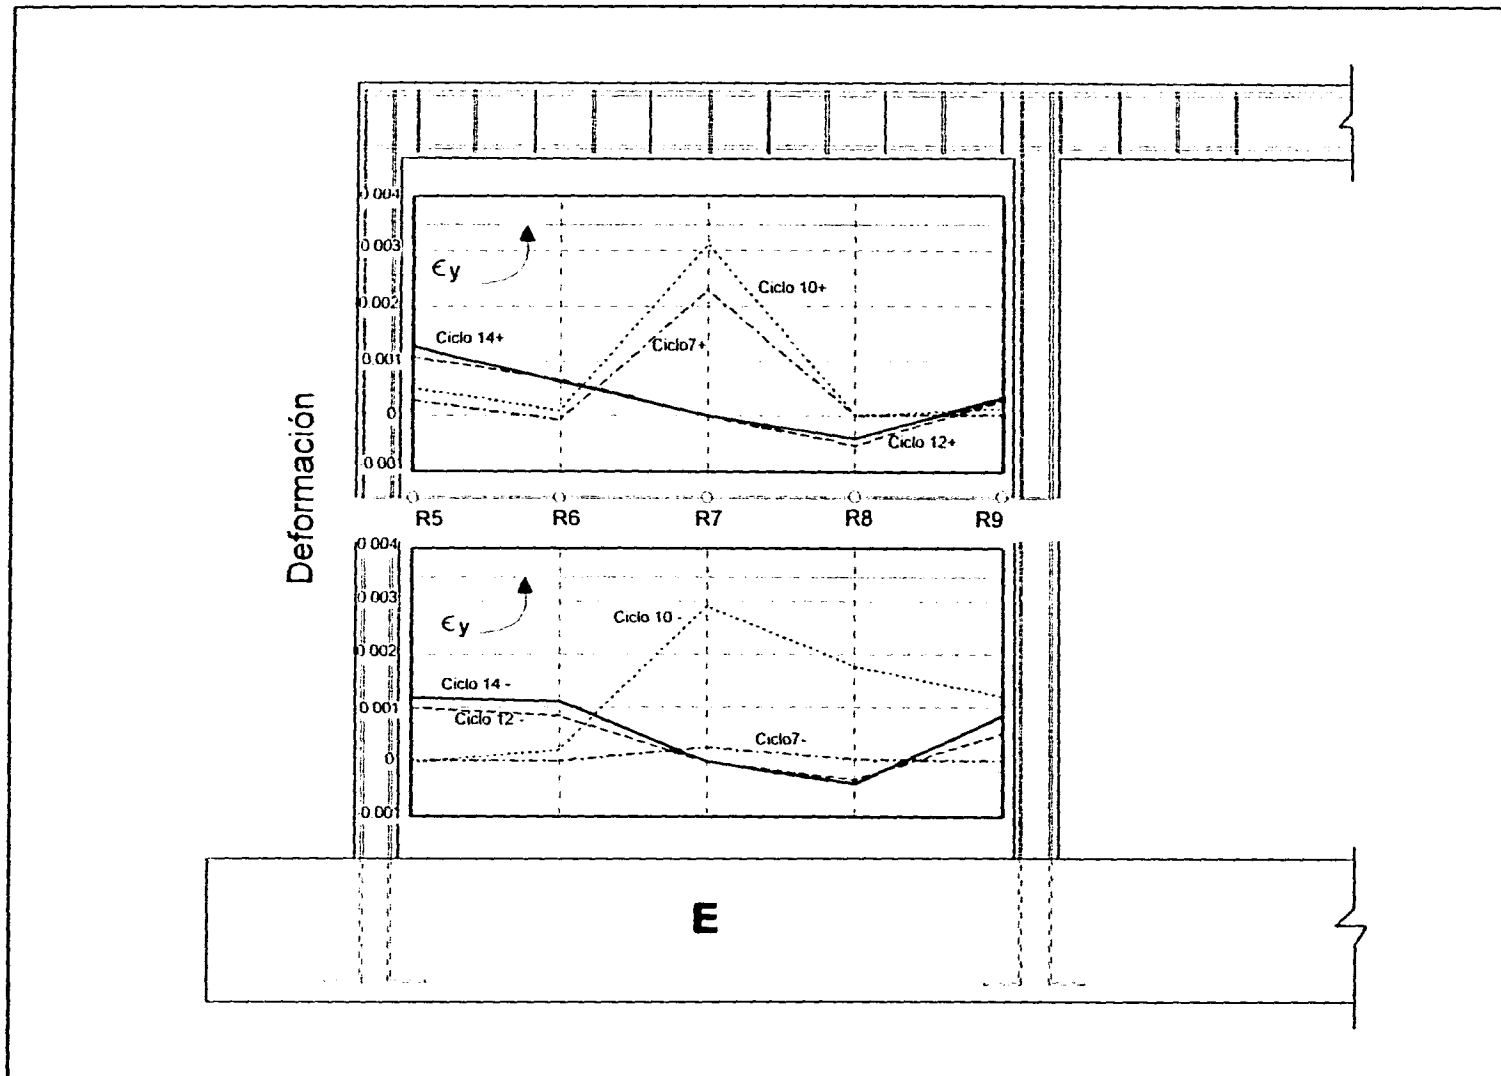 Deformación
0.004
0.003
0.002
0.001
0
-0.001
ϵy
Ciclo 10+
Ciclo 14+
Ciclo7+
Ciclo 12+
R5 R6 R7 R8 R9
0.004
0.003
0.002
0.001
0
-0.001
ϵy
Ciclo 10 -
Ciclo 14 -
Ciclo 12 -
Ciclo7-
E